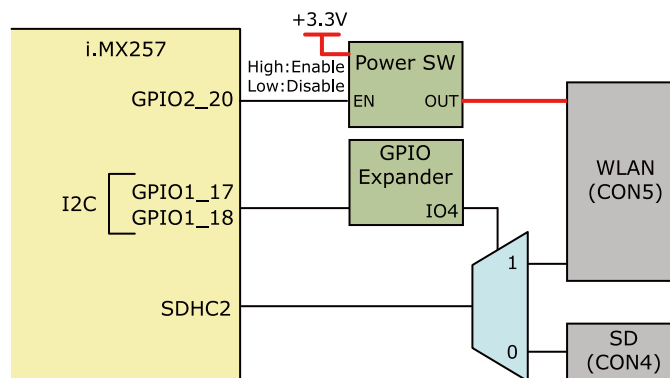 +3.3V
i.MX257
High:Enable
Low:Disable
Power SW
GPIO2_20
EN
OUT
WLAN
(CON5)
GPIO
Expander
I2C
GPIO1_17
GPIO1_18
IO4
1
SDHC2
0
SD
(CON4)